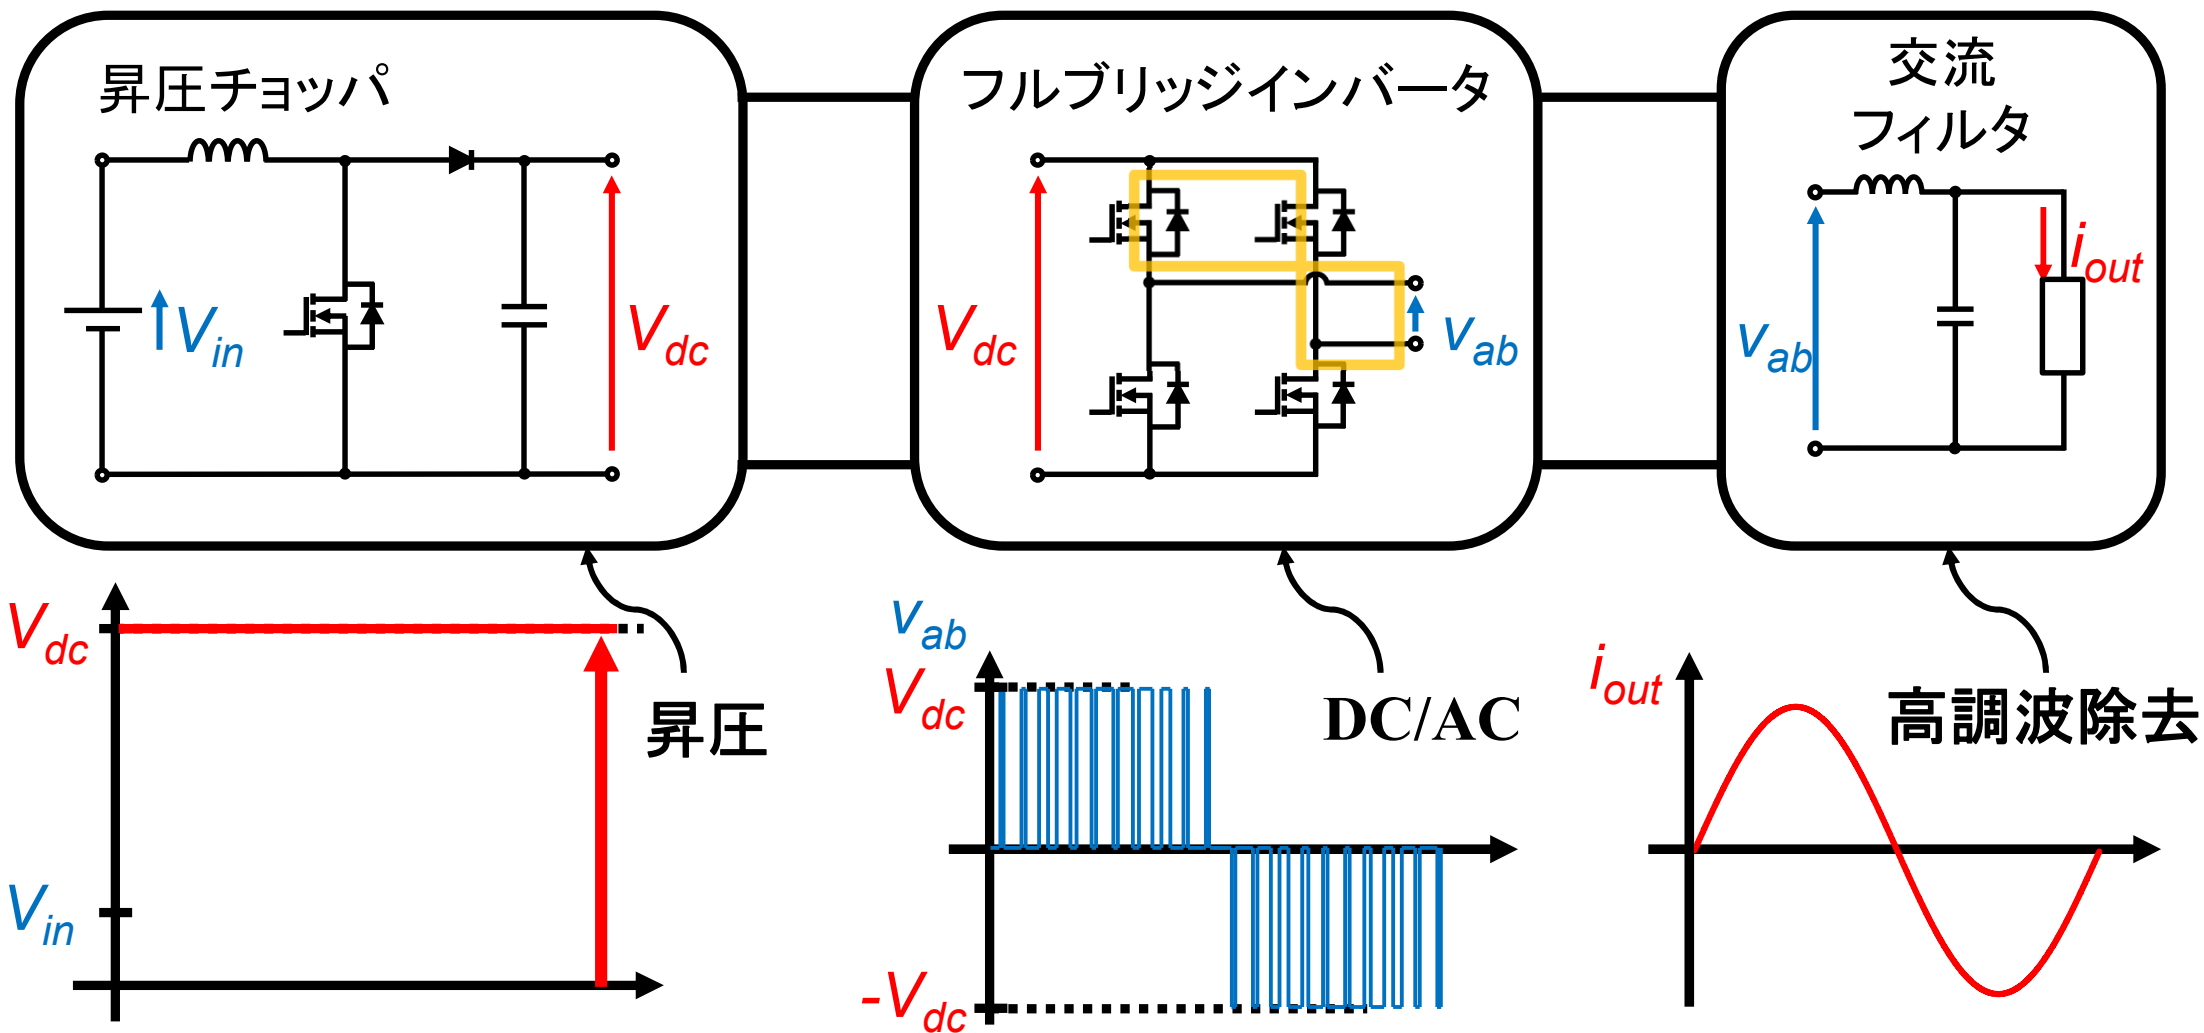 昇圧チョッパ
V_in
V_dc
フルブリッジインバータ
V_dc
v_ab
交流
フィルタ
v_ab
i_out
V_dc
V_in
昇圧
v_ab
V_dc
-V_dc
DC/AC
i_out
高調波除去